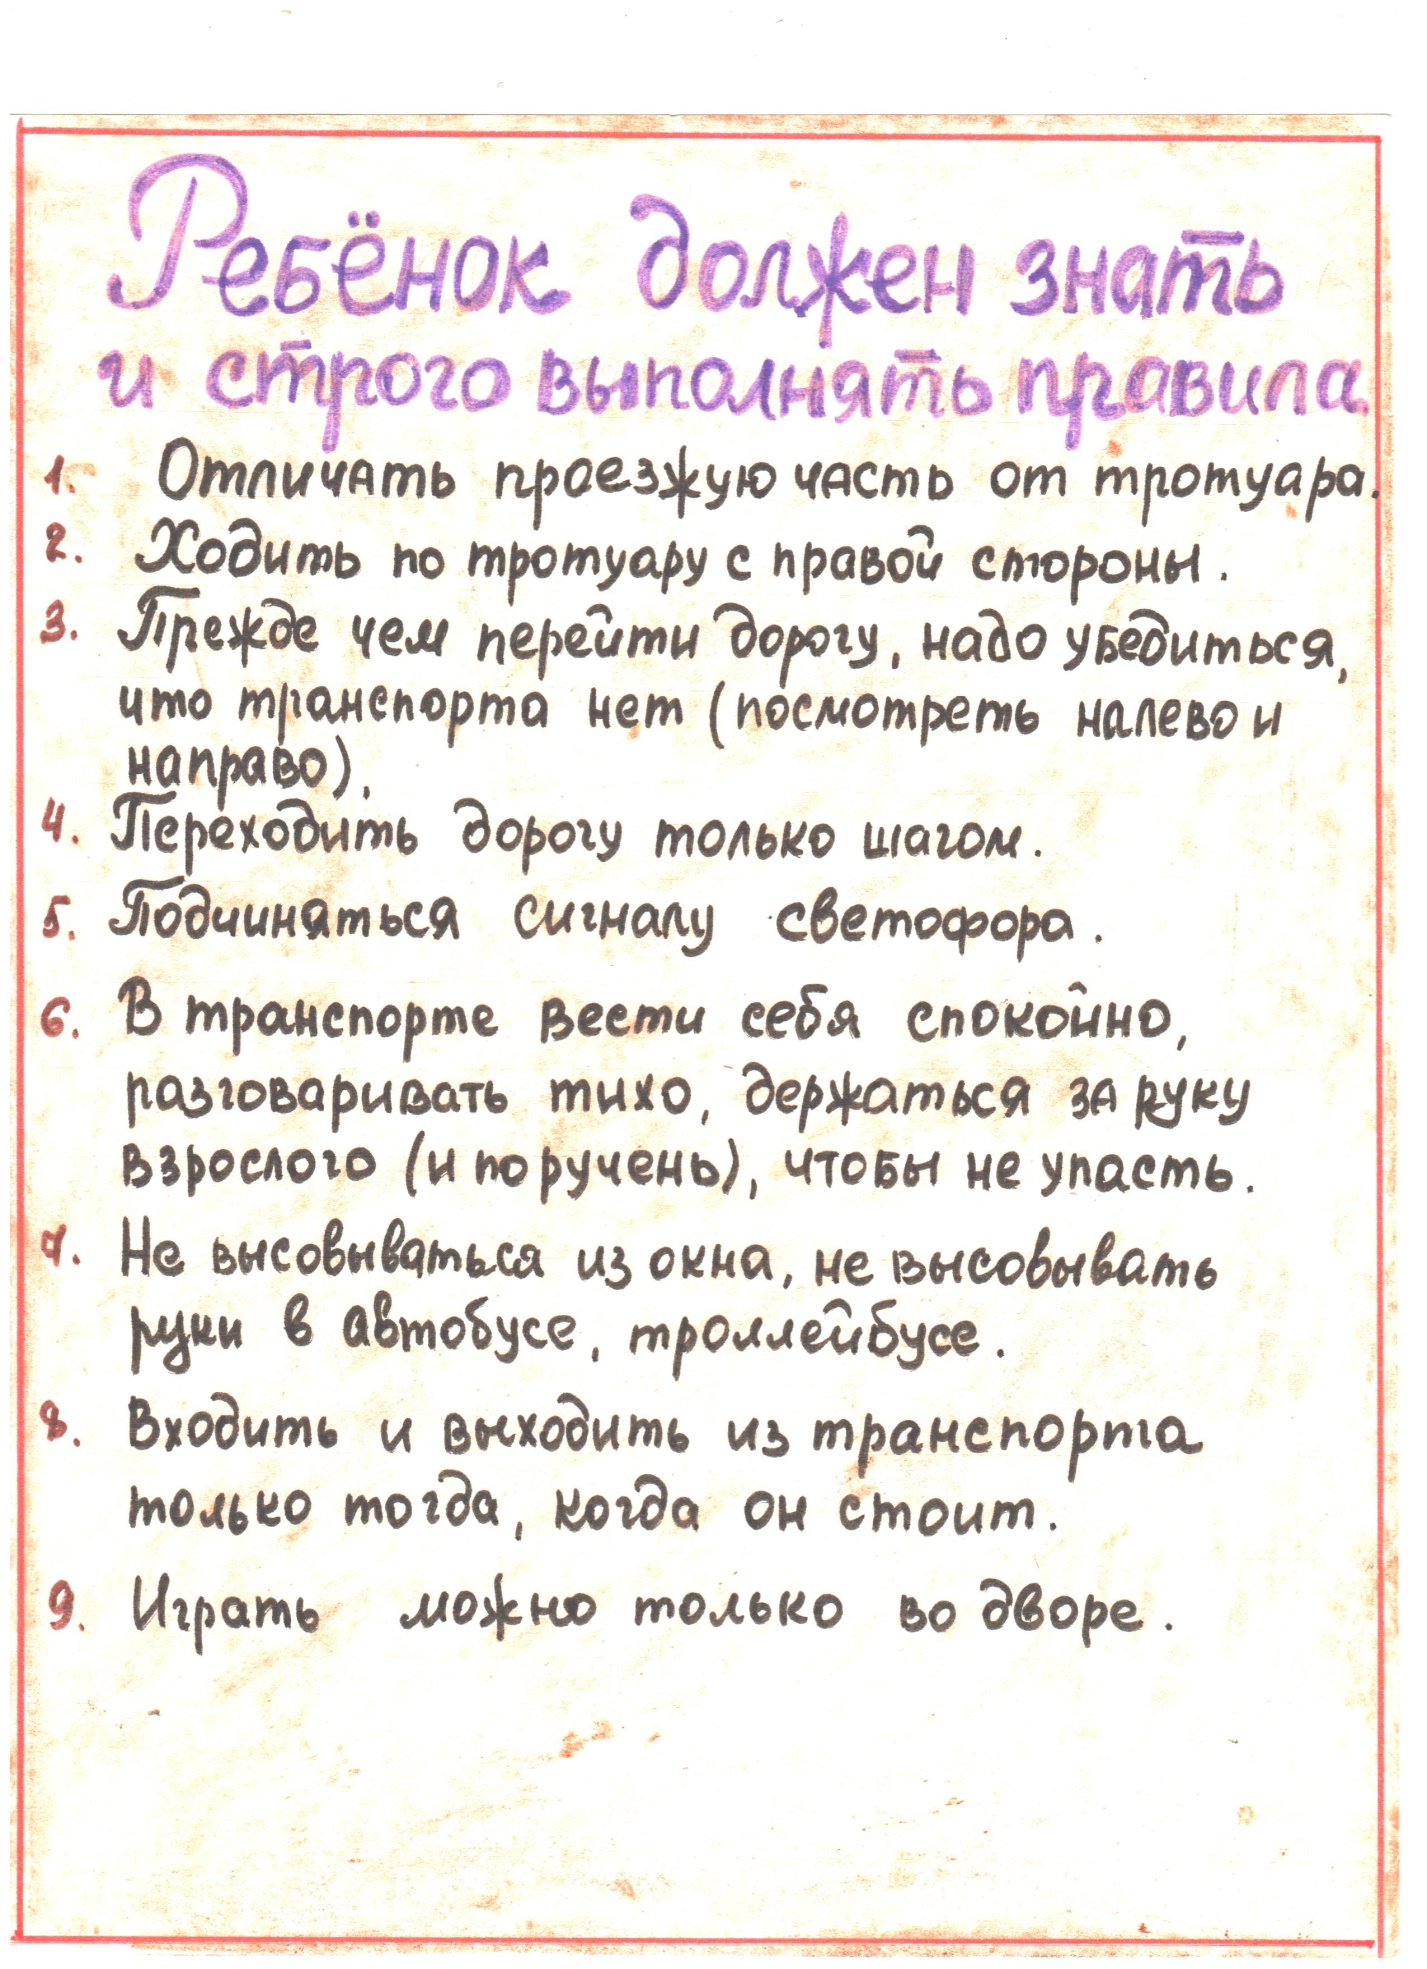 Ребёнок должен знать
и строго выполнять правила
1. Отличать проезжую часть от тротуара.
2. Ходить по тротуару с правой стороны.
3. Прежде чем перейти дорогу, надо убедиться,
что транспорта нет (посмотреть налево и
направо).
4. Переходить дорогу только шагом.
5. Подчиняться сигналу светофора.
6. В транспорте вести себя спокойно,
разговаривать тихо, держаться за руку
взрослого (и поручень), чтобы не упасть.
7. Не высовываться из окна, не высовывать
руки в автобусе, троллейбусе.
8. Входить и выходить из транспорта
только тогда, когда он стоит.
9. Играть можно только во дворе.